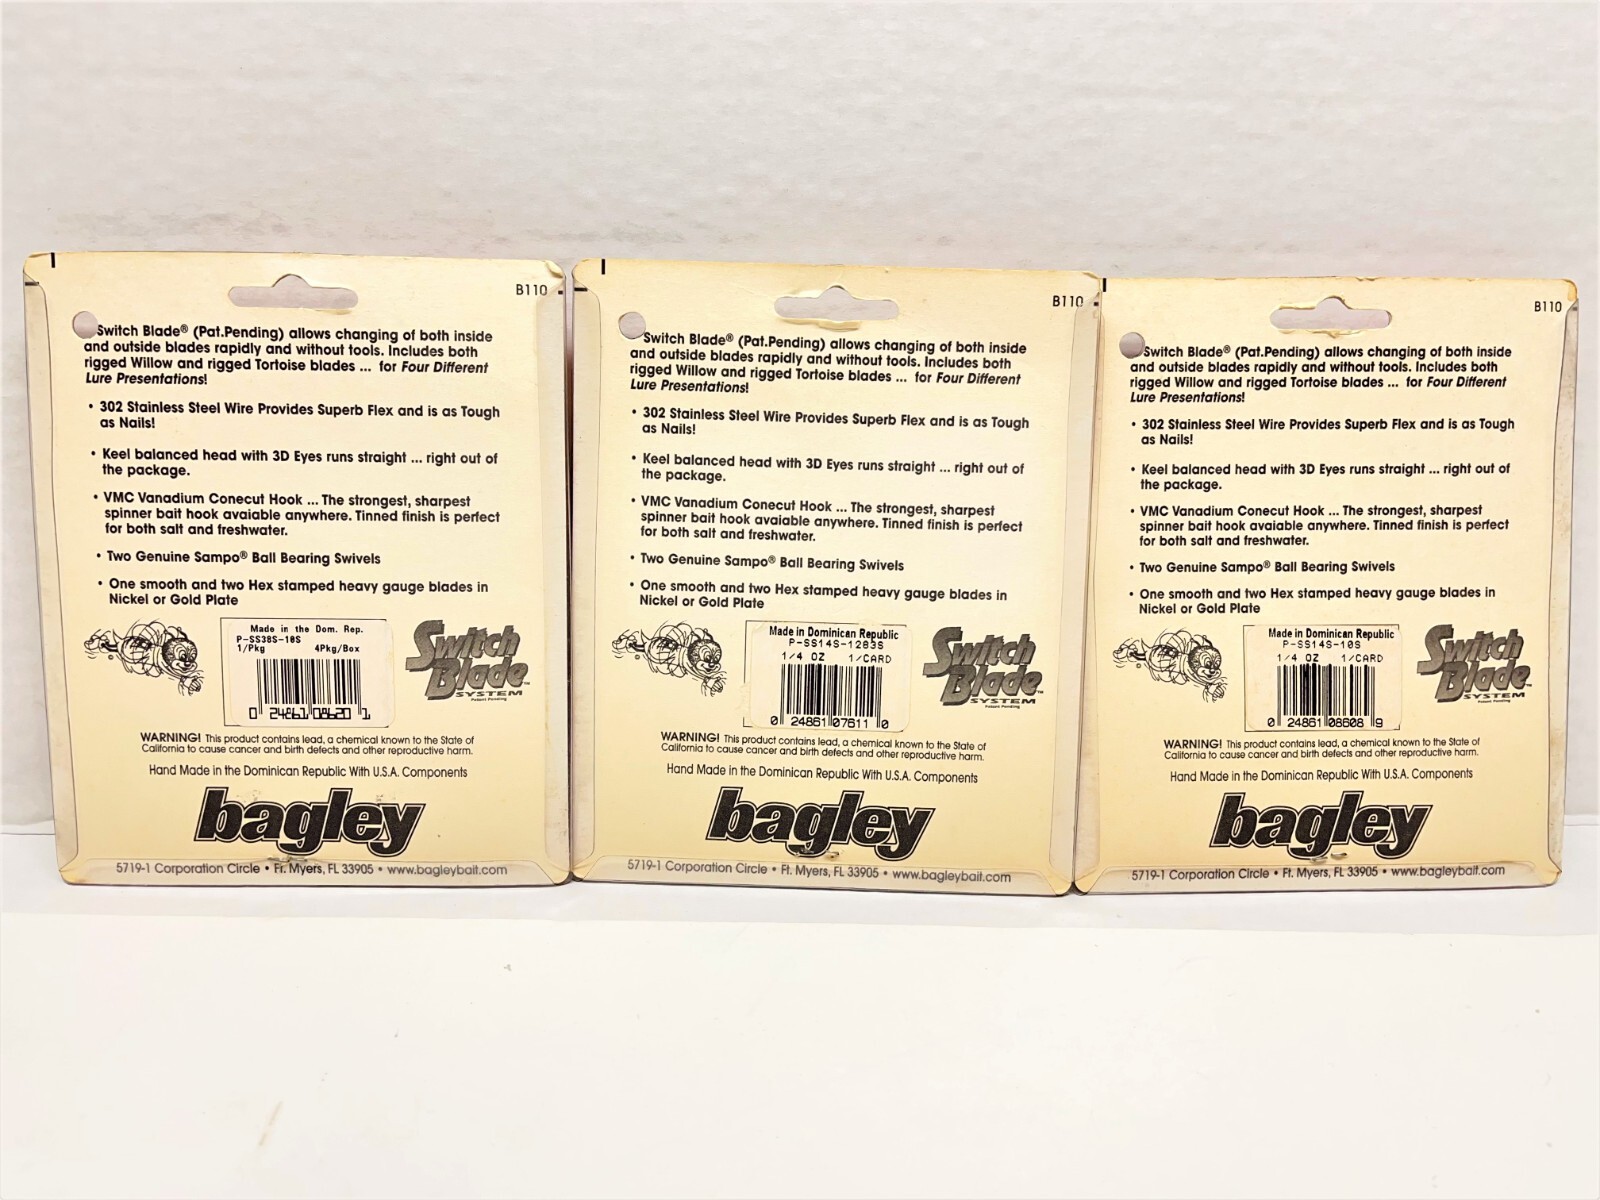 B110
Switch Blade® (Pat.Pending) allows changing of both inside
and outside blades rapidly and without tools. Includes both
rigged Willow and rigged Tortoise blades ... for Four Different
Lure Presentations!
• 302 Stainless Steel Wire Provides Superb Flex and is as Tough
as Nails!
• Keel balanced head with 3D Eyes runs straight ... right out of
the package.
• VMC Vanadium Conecut Hook ... The strongest, sharpest
spinner bait hook avaiable anywhere. Tinned finish is perfect
for both salt and freshwater.
• Two Genuine Sampo® Ball Bearing Swivels
• One smooth and two Hex stamped heavy gauge blades in
Nickel or Gold Plate
Made in the Dom. Rep.
P-SS38S-10S
1/Pkg 4Pkg/Box
0 24861 08620 1
Switch
Blade™
SYSTEM
Patent Pending
WARNING! This product contains lead, a chemical known to the State of
California to cause cancer and birth defects and other reproductive harm.
Hand Made in the Dominican Republic With U.S.A. Components
bagley
5719-1 Corporation Circle • Ft. Myers, FL 33905 • www.bagleybait.com
B110
Switch Blade® (Pat.Pending) allows changing of both inside
and outside blades rapidly and without tools. Includes both
rigged Willow and rigged Tortoise blades ... for Four Different
Lure Presentations!
• 302 Stainless Steel Wire Provides Superb Flex and is as Tough
as Nails!
• Keel balanced head with 3D Eyes runs straight ... right out of
the package.
• VMC Vanadium Conecut Hook ... The strongest, sharpest
spinner bait hook avaiable anywhere. Tinned finish is perfect
for both salt and freshwater.
• Two Genuine Sampo® Ball Bearing Swivels
• One smooth and two Hex stamped heavy gauge blades in
Nickel or Gold Plate
Made in Dominican Republic
P-SS14S-1263S
1/4 OZ 1/CARD
0 24861 07611 0
Switch
Blade™
SYSTEM
Patent Pending
WARNING! This product contains lead, a chemical known to the State of
California to cause cancer and birth defects and other reproductive harm.
Hand Made in the Dominican Republic With U.S.A. Components
bagley
5719-1 Corporation Circle • Ft. Myers, FL 33905 • www.bagleybait.com
B110
Switch Blade® (Pat.Pending) allows changing of both inside
and outside blades rapidly and without tools. Includes both
rigged Willow and rigged Tortoise blades ... for Four Different
Lure Presentations!
• 302 Stainless Steel Wire Provides Superb Flex and is as Tough
as Nails!
• Keel balanced head with 3D Eyes runs straight ... right out of
the package.
• VMC Vanadium Conecut Hook ... The strongest, sharpest
spinner bait hook avaiable anywhere. Tinned finish is perfect
for both salt and freshwater.
• Two Genuine Sampo® Ball Bearing Swivels
• One smooth and two Hex stamped heavy gauge blades in
Nickel or Gold Plate
Made in Dominican Republic
P-SS14S-10S
1/4 OZ 1/CARD
0 24861 08608 9
Switch
Blade™
SYSTEM
Patent Pending
WARNING! This product contains lead, a chemical known to the State of
California to cause cancer and birth defects and other reproductive harm.
Hand Made in the Dominican Republic With U.S.A. Components
bagley
5719-1 Corporation Circle • Ft. Myers, FL 33905 • www.bagleybait.com